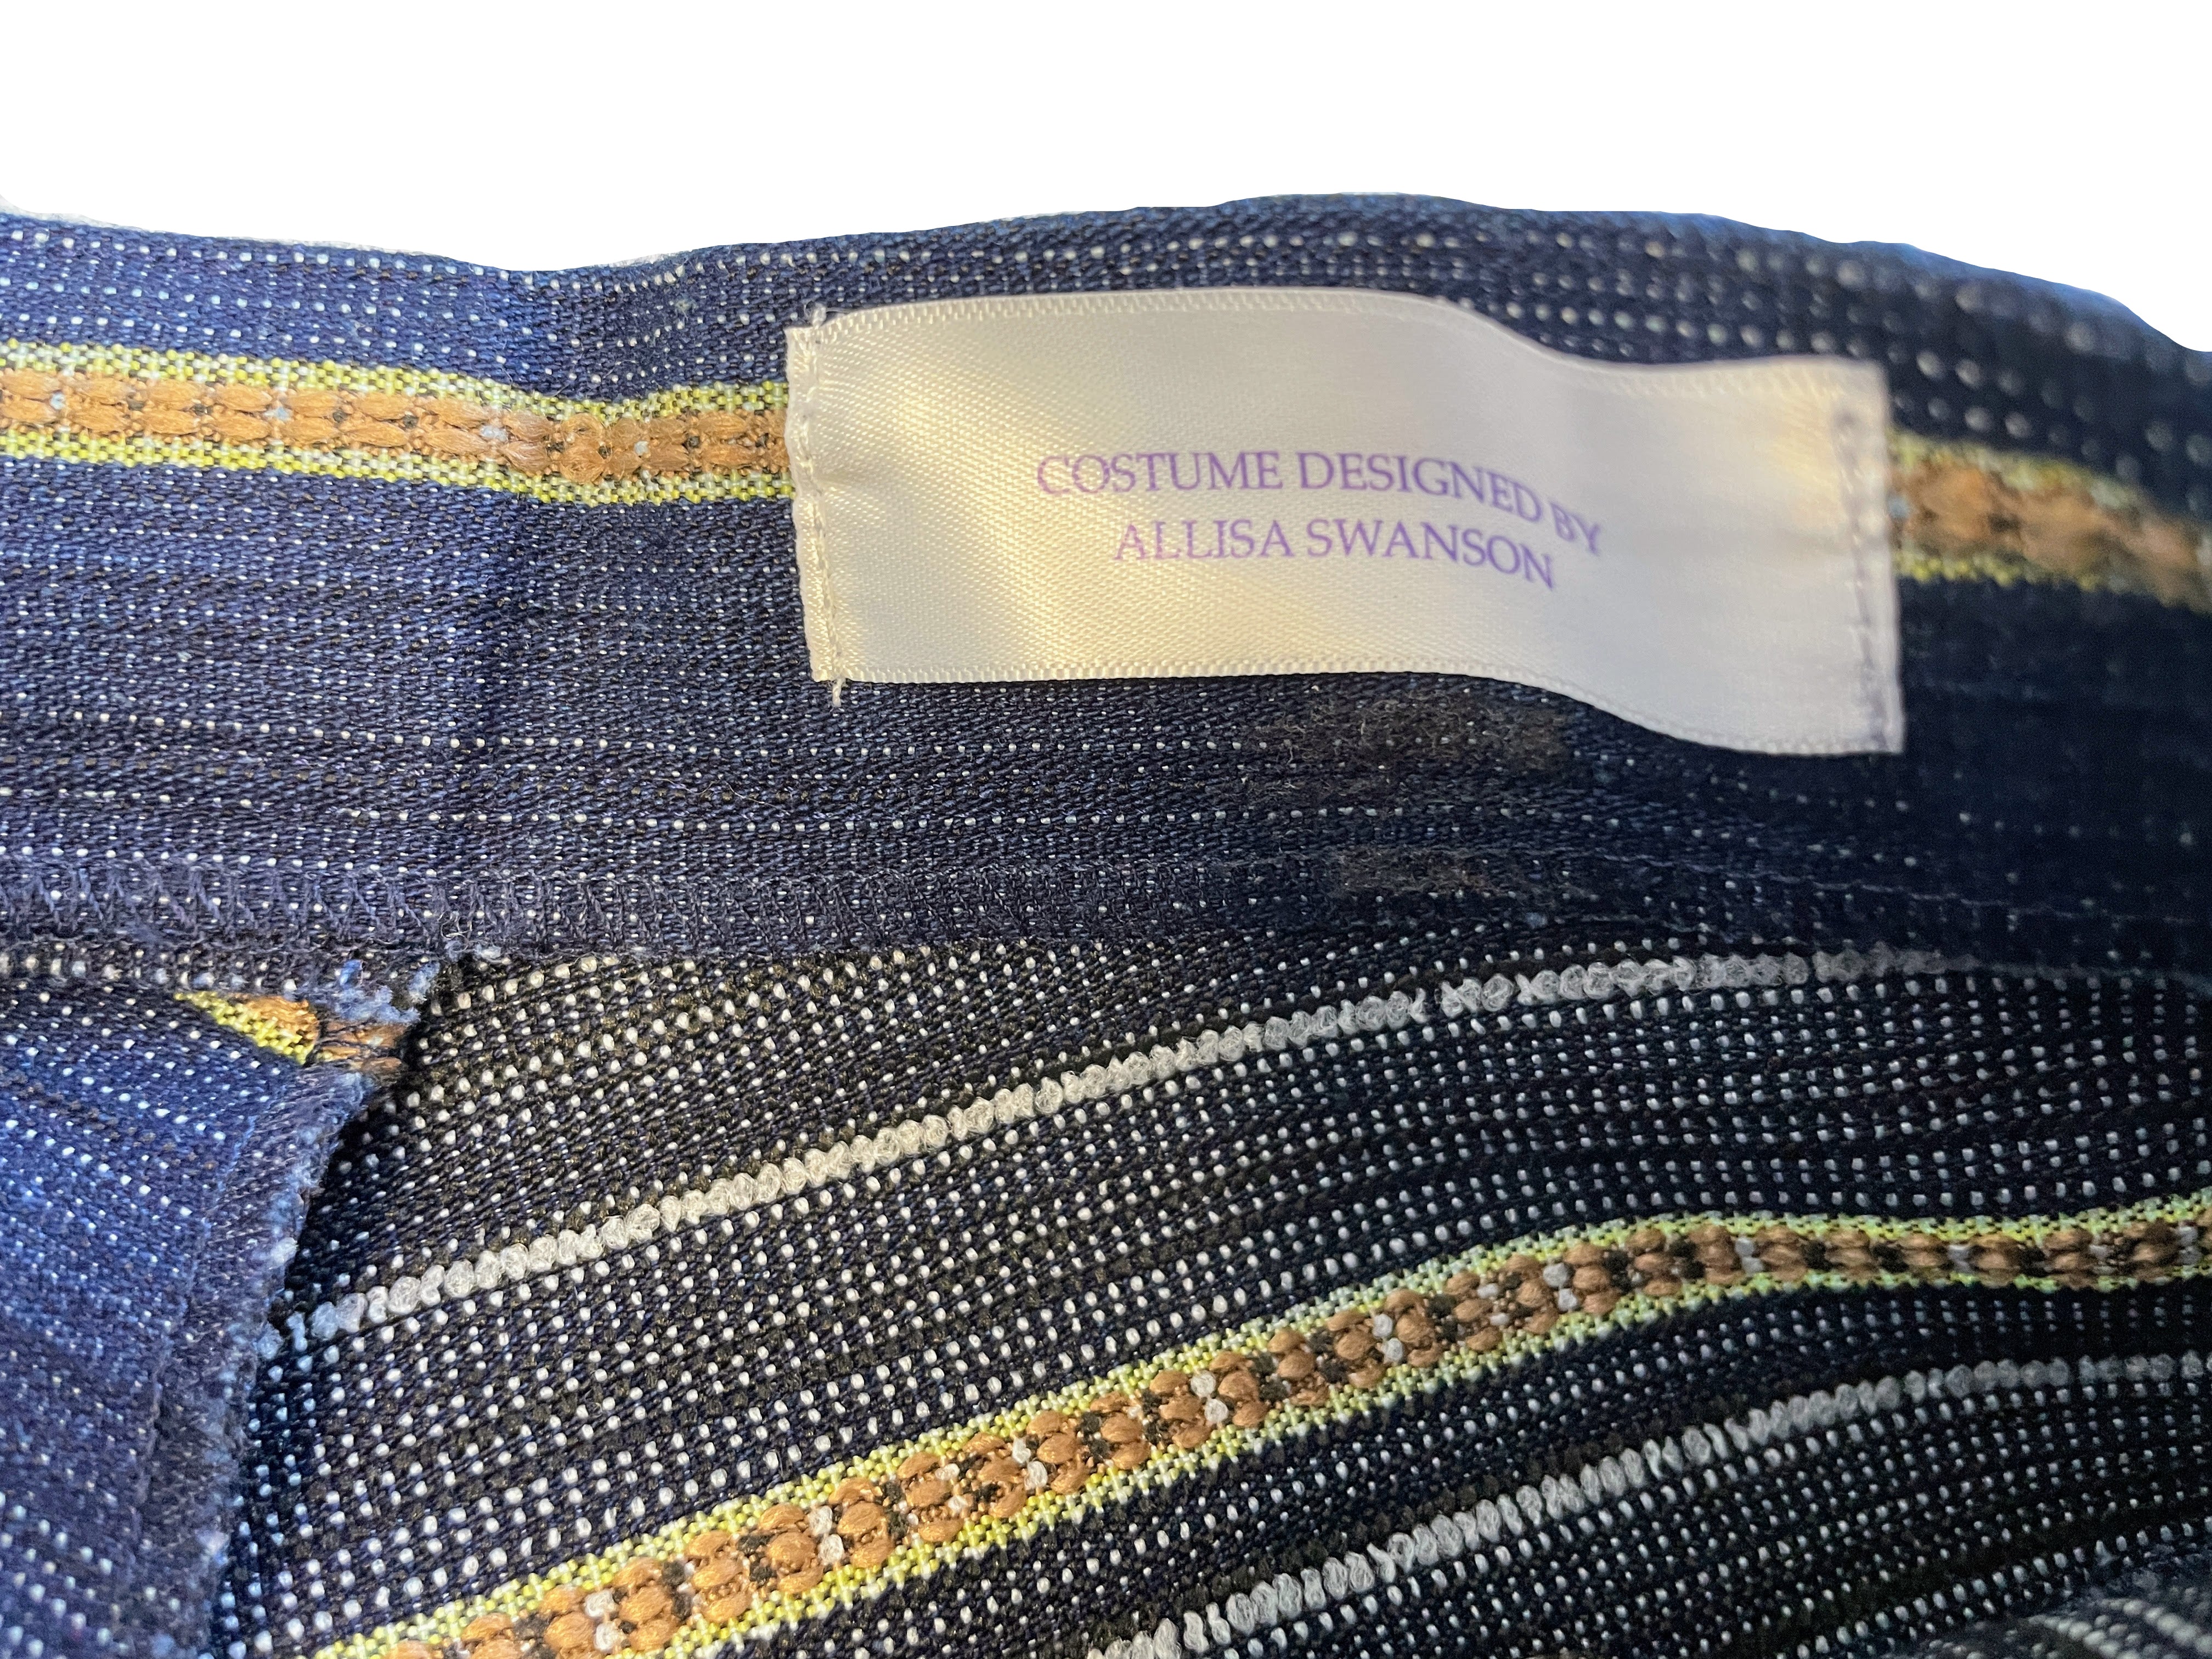 COSTUME DESIGNED BY
ALLISA SWANSON